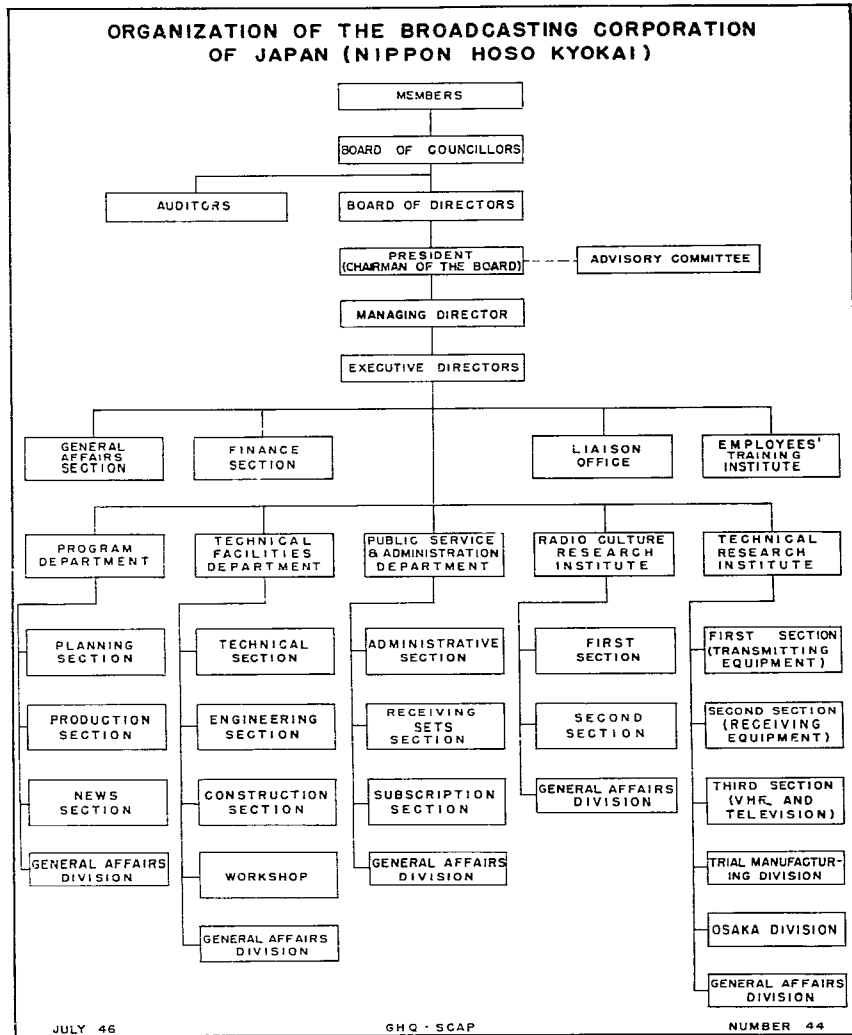 ORGANIZATION OF THE BROADCASTING CORPORATION
OF JAPAN (NIPPON HOSO KYOKAI)
MEMBERS
BOARD OF COUNCILLORS
AUDITORS
BOARD OF DIRECTORS
PRESIDENT
(CHAIRMAN OF THE BOARD)
ADVISORY COMMITTEE
MANAGING DIRECTOR
EXECUTIVE DIRECTORS
GENERAL
AFFAIRS
SECTION
FINANCE
SECTION
LIAISON
OFFICE
EMPLOYEES'
TRAINING
INSTITUTE
PROGRAM
DEPARTMENT
TECHNICAL
FACILITIES
DEPARTMENT
PUBLIC SERVICE
& ADMINISTRATION
DEPARTMENT
RADIO CULTURE
RESEARCH
INSTITUTE
TECHNICAL
RESEARCH
INSTITUTE
PLANNING
SECTION
PRODUCTION
SECTION
NEWS
SECTION
GENERAL AFFAIRS
DIVISION
TECHNICAL
SECTION
ENGINEERING
SECTION
CONSTRUCTION
SECTION
WORKSHOP
GENERAL AFFAIRS
DIVISION
ADMINISTRATIVE
SECTION
RECEIVING
SETS
SECTION
SUBSCRIPTION
SECTION
GENERAL AFFAIRS
DIVISION
FIRST
SECTION
SECOND
SECTION
GENERAL AFFAIRS
DIVISION
FIRST SECTION
(TRANSMITTING
EQUIPMENT)
SECOND SECTION
(RECEIVING
EQUIPMENT)
THIRD SECTION
(VHF AND
TELEVISION)
TRIAL MANUFACTUR-
ING DIVISION
OSAKA DIVISION
GENERAL AFFAIRS
DIVISION
JULY 46
GHQ - SCAP
NUMBER 44